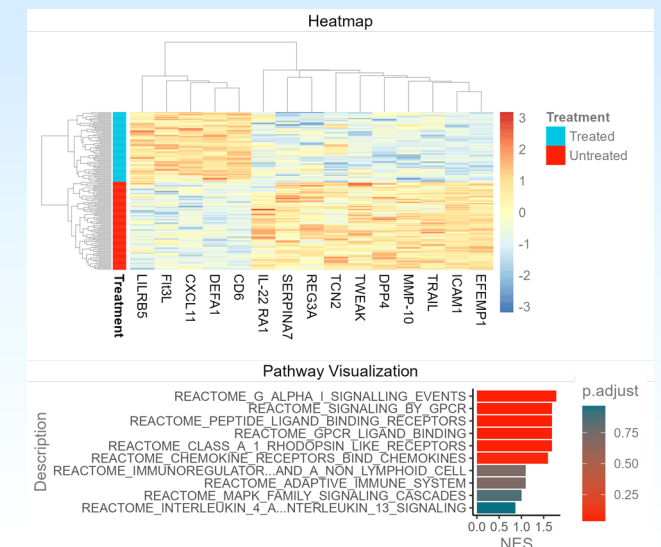 Heatmap
3
2
1
0
-1
-2
-3
Treatment
Treated
Untreated
Treatment
LILRB5
Flt3L
CXCL11
DEFA1
CD6
IL-22 RA1
SERPINA7
REG3A
TCN2
TWEAK
DPP4
MMP-10
TRAIL
ICAM1
EFEMP1
Pathway Visualization
Description
REACTOME_G_ALPHA_I_SIGNALLING_EVENTS
REACTOME_SIGNALING_BY_GPCR
REACTOME_PEPTIDE_LIGAND_BINDING_RECEPTORS
REACTOME_GPCR_LIGAND_BINDING
REACTOME_CLASS_A_1_RHODOPSIN_LIKE_RECEPTORS
REACTOME_CHEMOKINE_RECEPTORS_BIND_CHEMOKINES
REACTOME_IMMUNOREGULATOR...AND_A_NON_LYMPHOID_CELL
REACTOME_ADAPTIVE_IMMUNE_SYSTEM
REACTOME_MAPK_FAMILY_SIGNALING_CASCADES
REACTOME_INTERLEUKIN_4_A...NTERLEUKIN_13_SIGNALING
0.0 0.5 1.0 1.5
NES
p.adjust
0.75
0.50
0.25